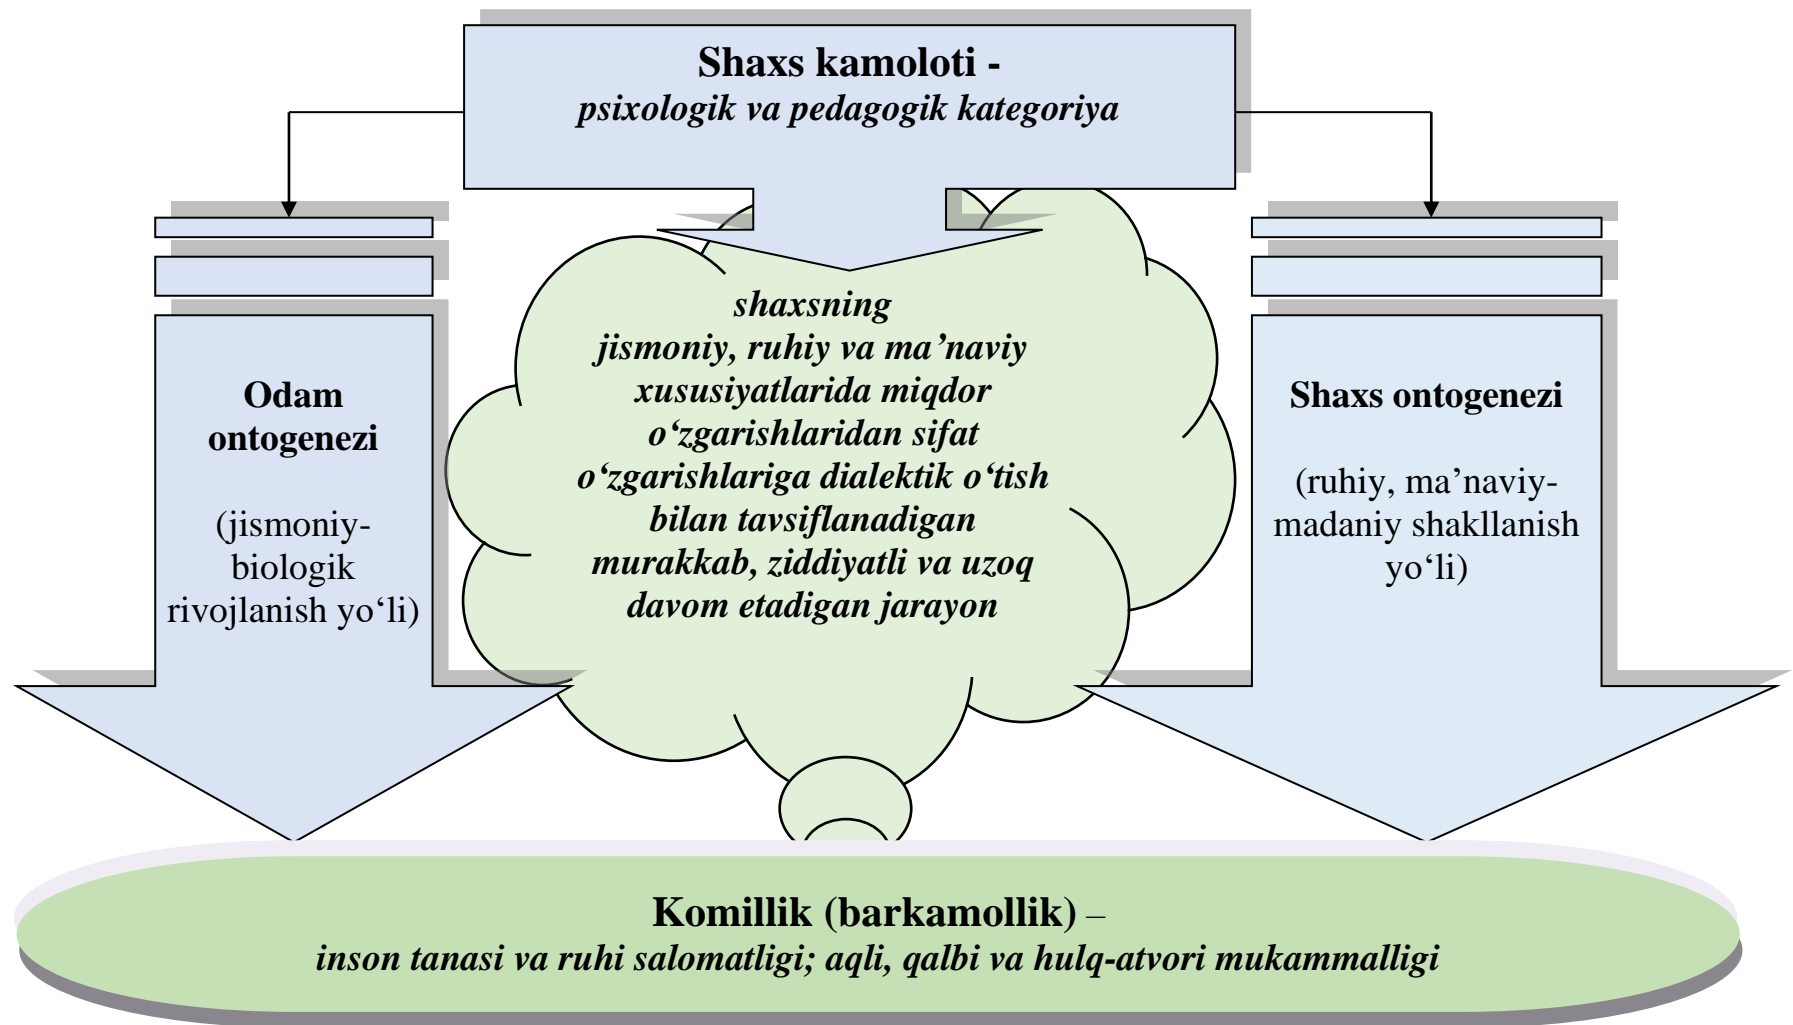 Shaxs kamoloti -
psixologik va pedagogik kategoriya
Odam
ontogenezi
(jismoniy-
biologik
rivojlanish yo‘li)
shaxsning
jismoniy, ruhiy va ma’naviy
xususiyatlarida miqdor
o‘zgarishlaridan sifat
o‘zgarishlariga dialektik o‘tish
bilan tavsiflanadigan
murakkab, ziddiyatli va uzoq
davom etadigan jarayon
Shaxs ontogenezi
(ruhiy, ma’naviy-
madaniy shakllanish
yo‘li)
Komillik (barkamollik) –
inson tanasi va ruhi salomatligi; aqli, qalbi va hulq-atvori mukammalligi